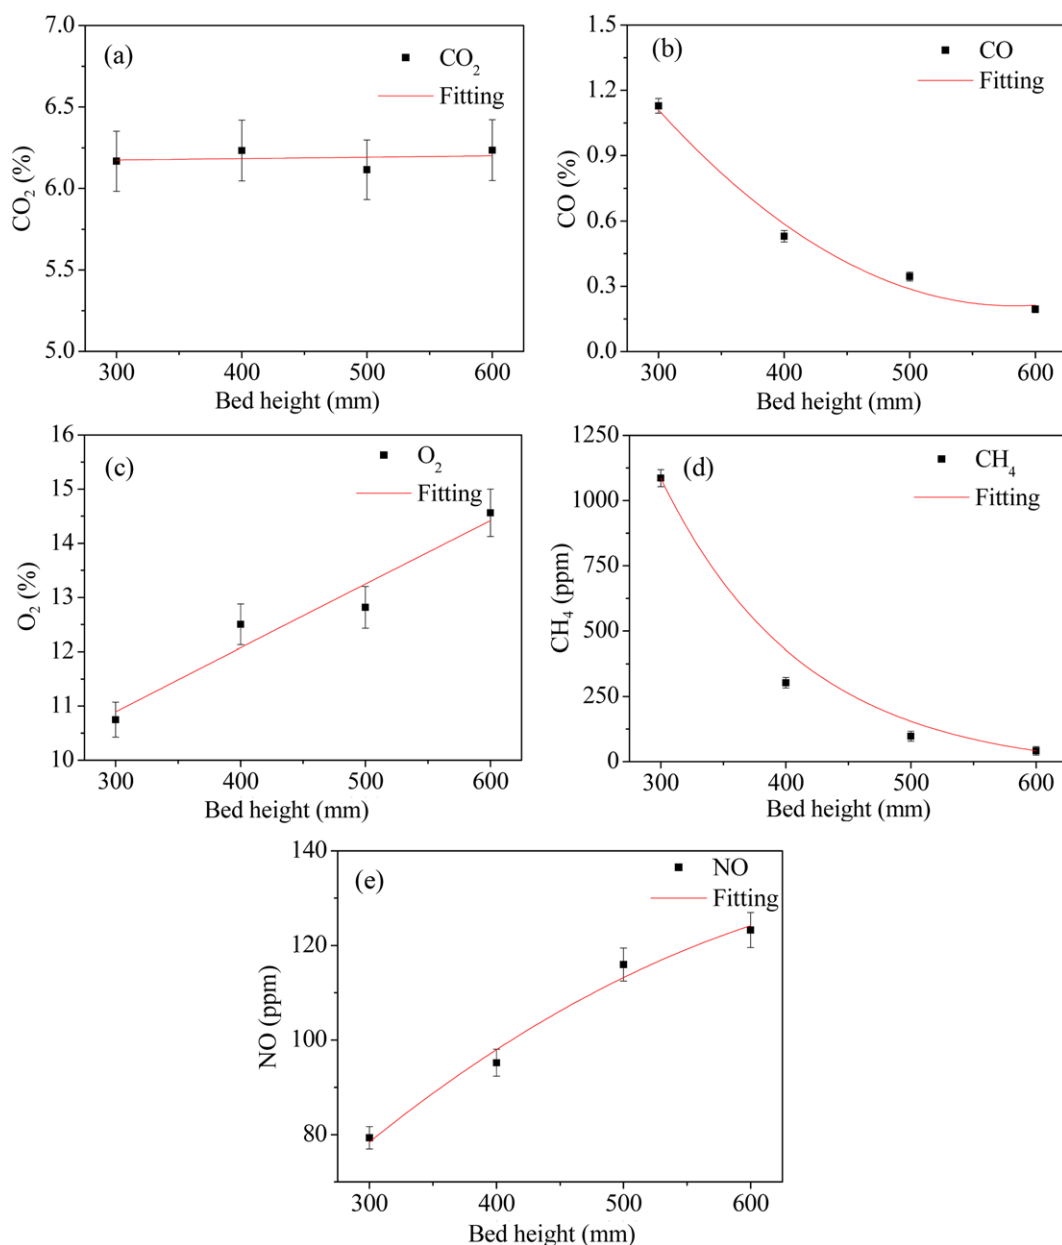 (a)
CO2
Fitting
CO2 (%)
7.0
6.5
6.0
5.5
5.0
300 400 500 600
Bed height (mm)
(b)
CO
Fitting
CO (%)
1.5
1.2
0.9
0.6
0.3
0.0
300 400 500 600
Bed height (mm)
(c)
O2
Fitting
O2 (%)
16
15
14
13
12
11
10
300 400 500 600
Bed height (mm)
(d)
CH4
Fitting
CH4 (ppm)
1250
1000
750
500
250
0
300 400 500 600
Bed height (mm)
(e)
NO
Fitting
NO (ppm)
140
120
100
80
300 400 500 600
Bed height (mm)